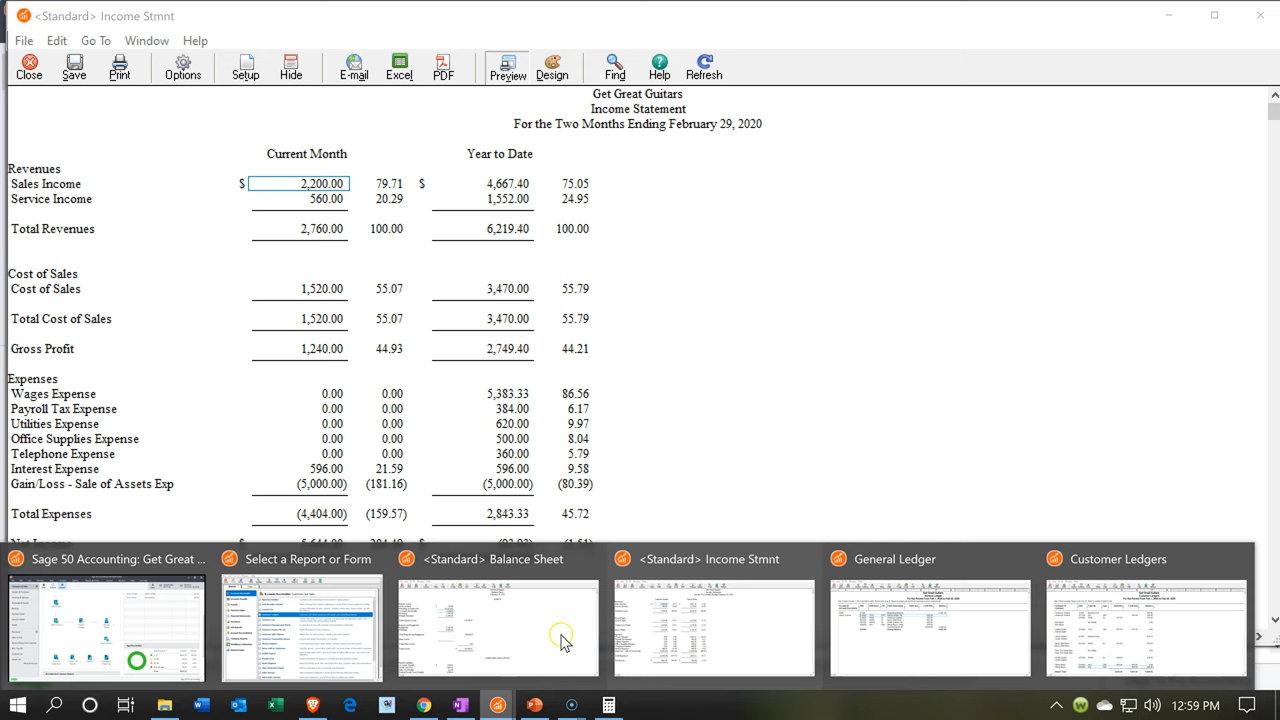 <Standard> Income Stmnt
File Edit Go To Window Help
Close Save Print Options Setup Hide E-mail Excel PDF Preview Design Find Help Refresh
Get Great Guitars
Income Statement
For the Two Months Ending February 29, 2020
Current Month Year to Date
Revenues
Sales Income $ 2,200.00 79.71 $ 4,667.40 75.05
Service Income 560.00 20.29 1,552.00 24.95
Total Revenues 2,760.00 100.00 6,219.40 100.00
Cost of Sales
Cost of Sales 1,520.00 55.07 3,470.00 55.79
Total Cost of Sales 1,520.00 55.07 3,470.00 55.79
Gross Profit 1,240.00 44.93 2,749.40 44.21
Expenses
Wages Expense 0.00 0.00 5,383.33 86.56
Payroll Tax Expense 0.00 0.00 384.00 6.17
Utilities Expense 0.00 0.00 620.00 9.97
Office Supplies Expense 0.00 0.00 500.00 8.04
Telephone Expense 0.00 0.00 360.00 5.79
Interest Expense 596.00 21.59 596.00 9.58
Gain/Loss - Sale of Assets Exp (5,000.00) (181.16) (5,000.00) (80.39)
Total Expenses (4,404.00) (159.57) 2,843.33 45.72
Sage 50 Accounting: Get Great ... Select a Report or Form <Standard> Balance Sheet <Standard> Income Stmnt General Ledger Customer Ledgers
12:59 PM